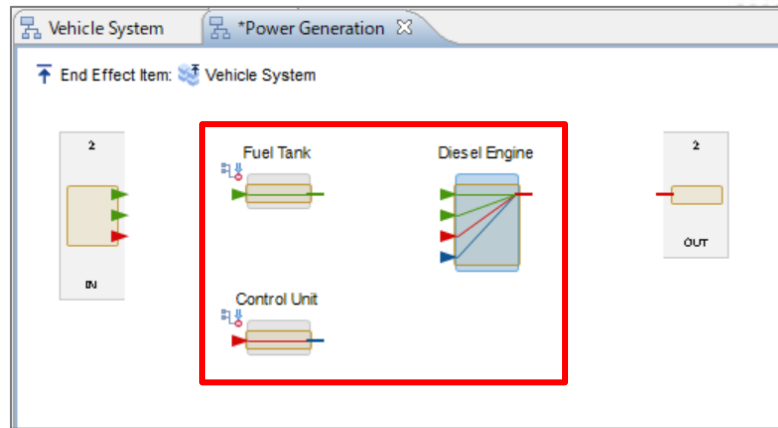 Vehicle System
*Power Generation
End Effect Item: Vehicle System
2
Fuel Tank
Diesel Engine
2
IN
OUT
Control Unit